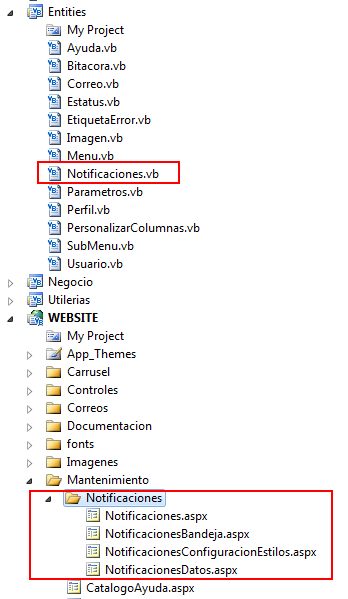 Entities
My Project
Ayuda.vb
Bitacora.vb
Correo.vb
Estatus.vb
EtiquetaError.vb
Imagen.vb
Menu.vb
Notificaciones.vb
Parametros.vb
Perfil.vb
PersonalizarColumnas.vb
SubMenu.vb
Usuario.vb
Negocio
Utilerias
WEBSITE
My Project
App_Themes
Carrusel
Controles
Correos
Documentacion
fonts
Imagenes
Mantenimiento
Notificaciones
Notificaciones.aspx
NotificacionesBandeja.aspx
NotificacionesConfiguracionEstilos.aspx
NotificacionesDatos.aspx
CatalogoAyuda.aspx